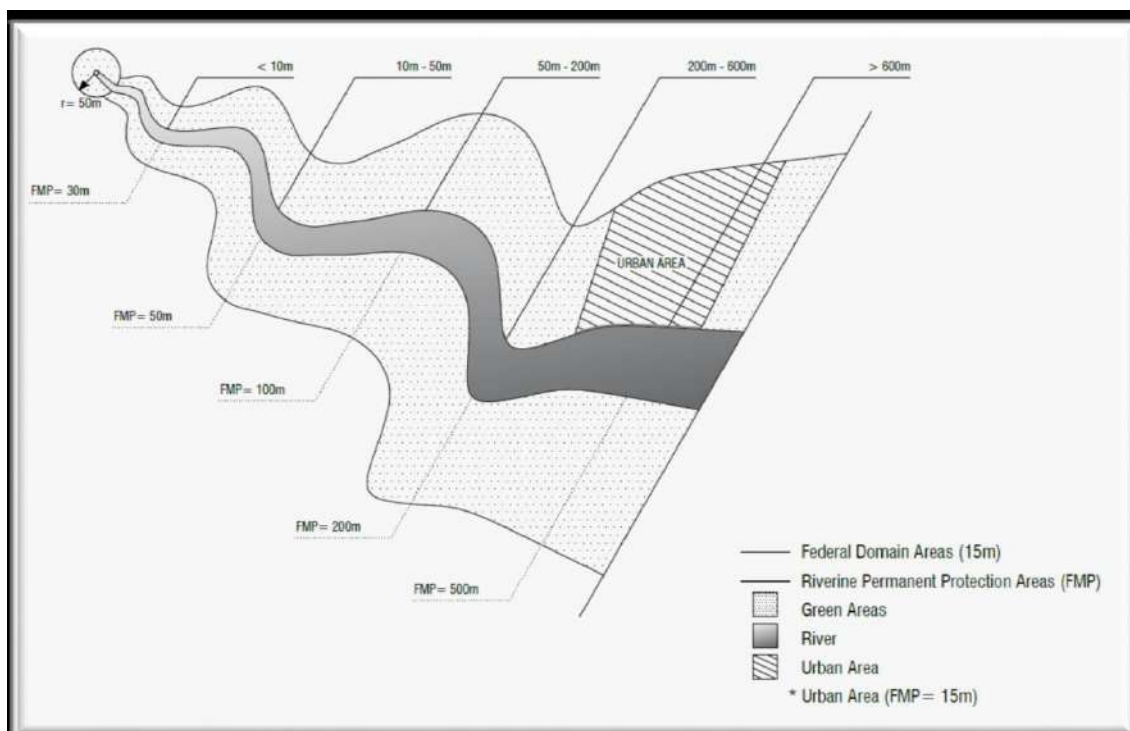 < 10m
10m - 50m
50m - 200m
200m - 600m
> 600m
r= 50m
FMP= 30m
URBAN AREA
FMP= 50m
FMP= 100m
FMP= 200m
FMP= 500m
Federal Domain Areas (15m)
Riverine Permanent Protection Areas (FMP)
Green Areas
River
Urban Area
* Urban Area (FMP= 15m)